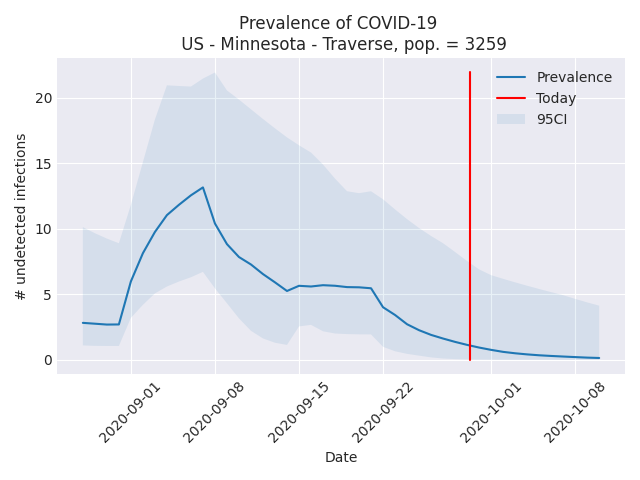 Prevalence of COVID-19
US - Minnesota - Traverse, pop. = 3259
Prevalence
Today
95CI
# undetected infections
20
15
10
5
0
2020-09-01
2020-09-08
2020-09-15
2020-09-22
2020-10-01
2020-10-08
Date